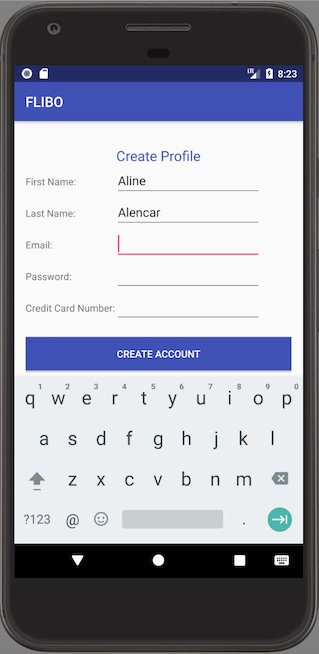 LTE 8:23
FLIBO
Create Profile
First Name: Aline
Last Name: Alencar
Email:
Password:
Credit Card Number:
CREATE ACCOUNT
1 2 3 4 5 6 7 8 9 0
q w e r t y u i o p
a s d f g h j k l
z x c v b n m
?123 @ .